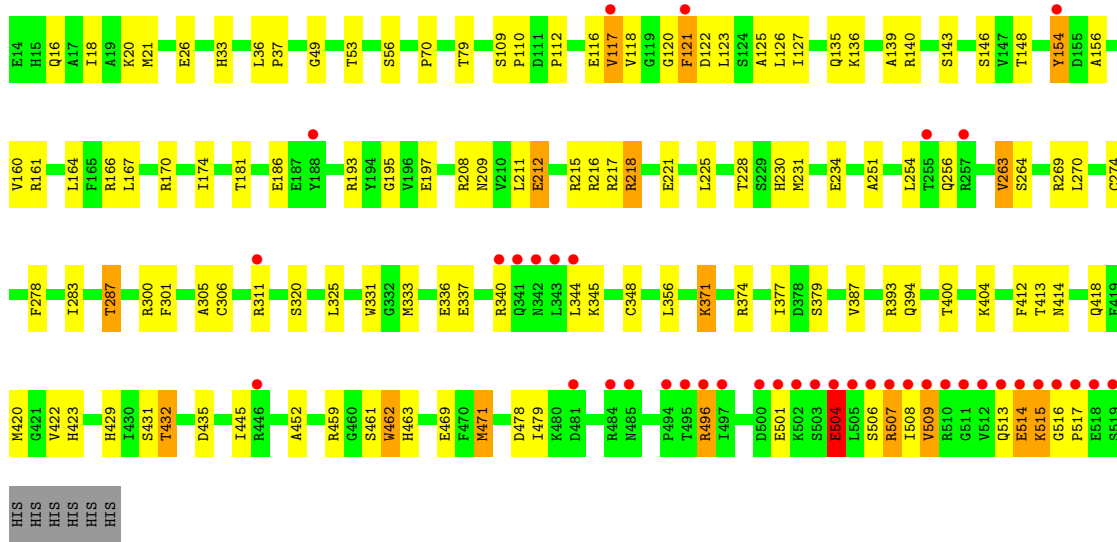 E14 H15 Q16 A17 I18 A19 K20 M21 E26 H33 L36 P37 G49 T53 S56 P70 T79 S109 P110 D111 P112 E116 V117 V118 G119 G120 F121 D122 L123 S124 A125 L126 I127 Q135 K136 A139 R140 S143 S146 V147 T148 Y154 D155 A156
V160 R161 L164 F165 R166 L167 R170 I174 T181 E186 E187 Y188 R193 Y194 G195 V196 E197 R208 N209 V210 L211 E212 R215 R216 R217 R218 E221 L225 T228 S229 H230 M231 E234 A251 L254 T255 Q256 R257 V263 S264 R269 L270 C274
F278 I283 T287 R300 F301 A305 C306 R311 S320 L325 W331 G332 M333 E336 E337 R340 Q341 N342 L343 L344 K345 C348 L356 K371 R374 I377 D378 S379 V387 R393 Q394 T400 K404 F412 T413 N414 Q418 E419
M420 G421 V422 H423 H429 I430 S431 T432 D435 I445 R446 A452 R459 G460 S461 W462 H463 E469 F470 M471 D478 I479 K480 D481 R484 N485 P494 T495 R496 I497 D500 E501 K502 S503 E504 L505 S506 R507 I508 V509 R510 G511 V512 Q513 E514 K515 G516 P517 E518 S519
HIS HIS HIS HIS HIS